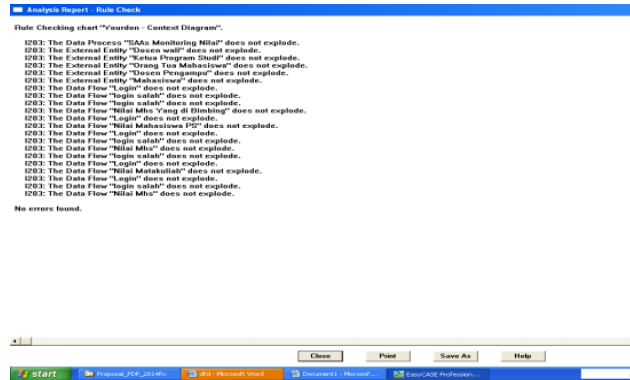 Analysis Report - Rule Check
Rule Checking chart "Yourdon - Context Diagram".
I203: The Data Process "SAAs Monitoring Nilai" does not explode.
I203: The External Entity "Dosen wali" does not explode.
I203: The External Entity "Ketua Program Studi" does not explode.
I203: The External Entity "Orang Tua Mahasiswa" does not explode.
I203: The External Entity "Dosen Pengampu" does not explode.
I203: The External Entity "Mahasiswa" does not explode.
I203: The Data Flow "Login" does not explode.
I203: The Data Flow "login salah" does not explode.
I203: The Data Flow "login salah" does not explode.
I203: The Data Flow "Nilai Mhs Yang di Bimbing" does not explode.
I203: The Data Flow "Login" does not explode.
I203: The Data Flow "Nilai Mahasiswa PS" does not explode.
I203: The Data Flow "Login" does not explode.
I203: The Data Flow "login salah" does not explode.
I203: The Data Flow "Nilai Mhs" does not explode.
I203: The Data Flow "login salah" does not explode.
I203: The Data Flow "Login" does not explode.
I203: The Data Flow "Nilai Matakuliah" does not explode.
I203: The Data Flow "Login" does not explode.
I203: The Data Flow "login salah" does not explode.
I203: The Data Flow "Nilai Mhs" does not explode.
No errors found.
Close Print Save As Help
start Proposal_PDP_2014fix dfd - Microsoft Word Document1 - Microsof... EasyCASE Profession...